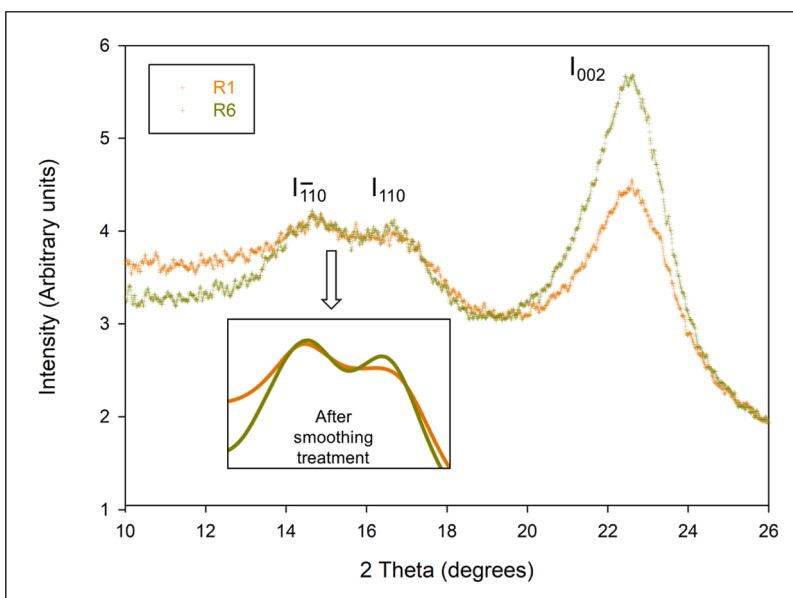 6
5
4
3
2
1
Intensity (Arbitrary units)
R1
R6
I1̅10
I110
I002
After
smoothing
treatment
10 12 14 16 18 20 22 24 26
2 Theta (degrees)